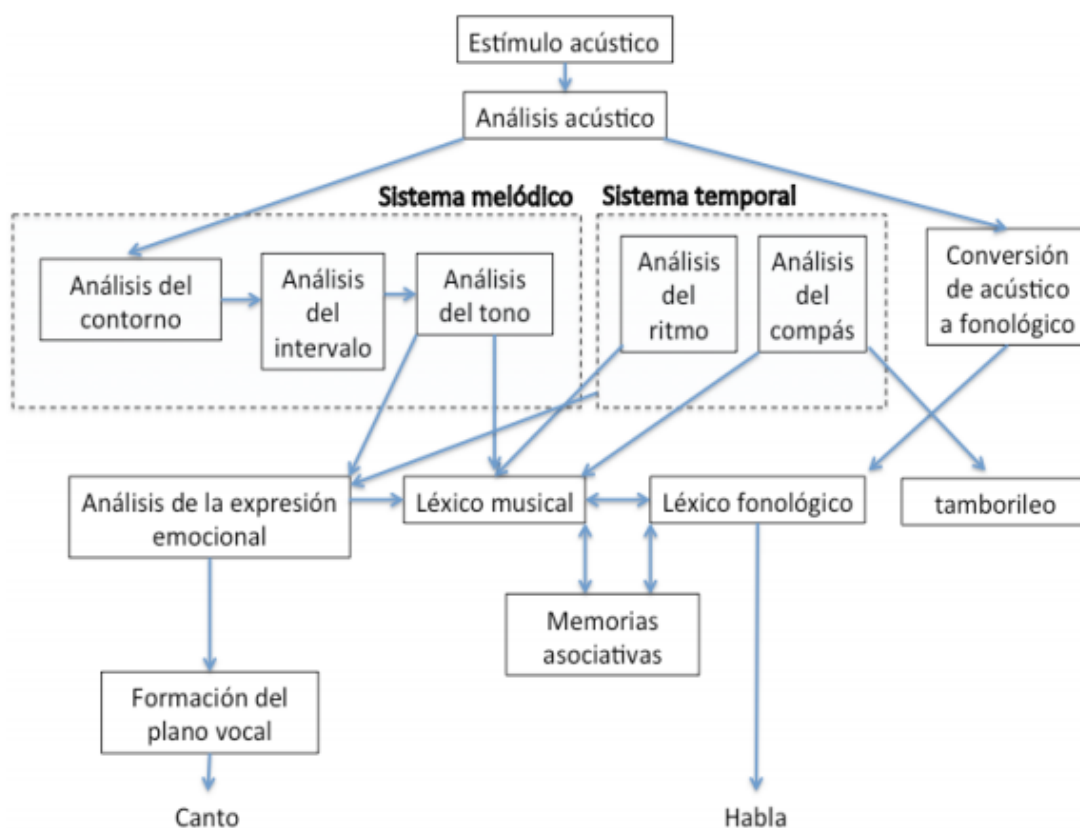 Estímulo acústico
Análisis acústico
Sistema melódico
Sistema temporal
Análisis del
contorno
Análisis
del
intervalo
Análisis
del tono
Análisis
del
ritmo
Análisis
del
compás
Conversión
de acústico
a fonológico
Análisis de la expresión
emocional
Léxico musical
Léxico fonológico
tamborileo
Memorias
asociativas
Formación del
plano vocal
Canto
Habla